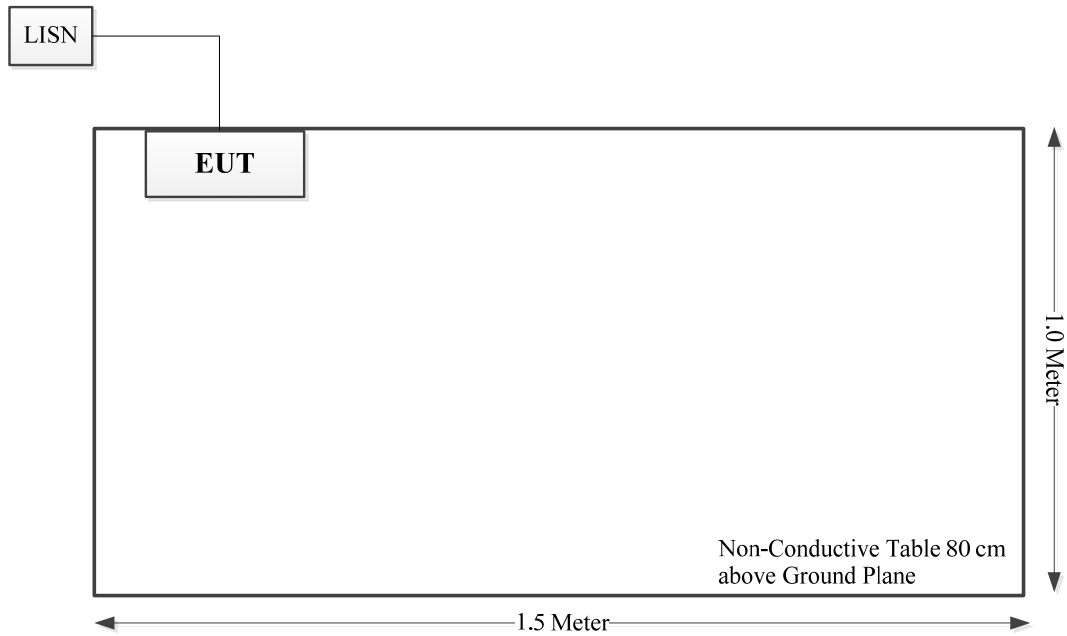 LISN
EUT
1.0 Meter
Non-Conductive Table 80 cm
above Ground Plane
1.5 Meter